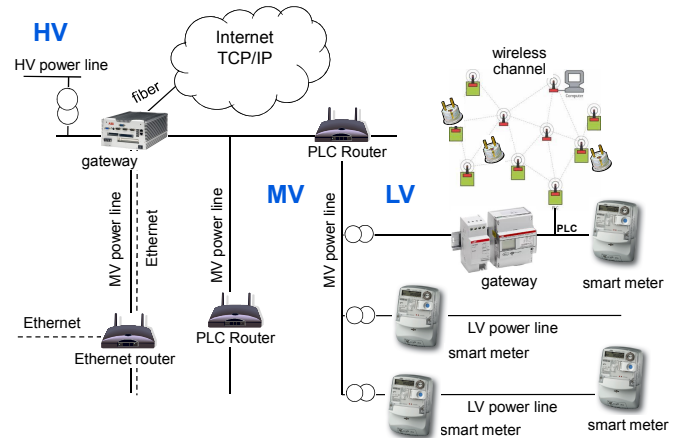 HV
HV power line
Internet
TCP/IP
fiber
wireless
channel
Computer
gateway
PLC Router
MV
LV
MV power line
Ethernet
MV power line
MV power line
PLC
gateway
smart meter
Ethernet
Ethernet router
PLC Router
LV power line
smart meter
LV power line
smart meter
smart meter